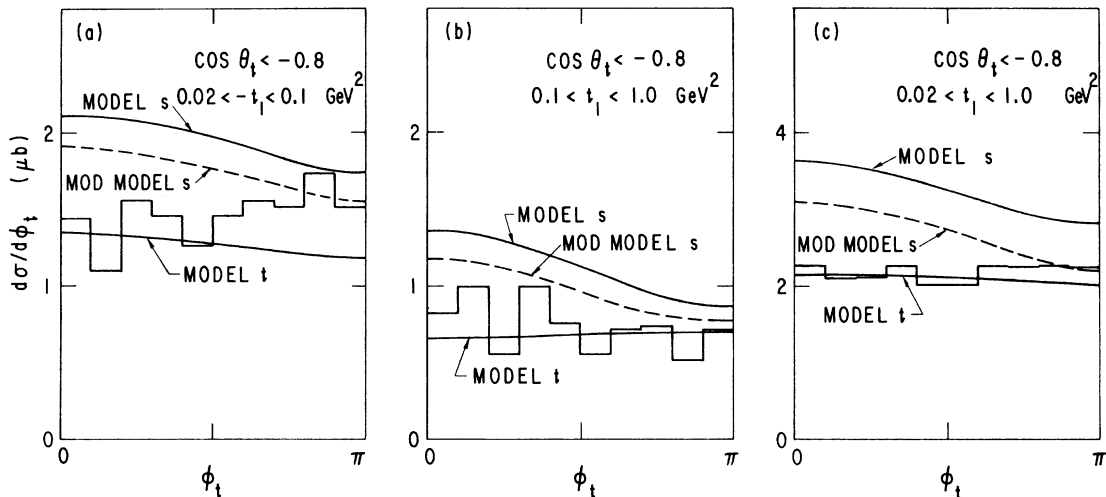 (a)
COS θt < −0.8
0.02 < −t1 < 0.1 GeV²
MODEL s
MOD MODEL s
MODEL t
dσ/dϕt (μb)
2
1
0
0
π
ϕt
(b)
COS θt < −0.8
0.1 < t1 < 1.0 GeV²
MODEL s
MOD MODEL s
MODEL t
2
1
0
0
π
ϕt
(c)
COS θt < −0.8
0.02 < t1 < 1.0 GeV²
MODEL s
MOD MODEL s
MODEL t
4
2
0
0
π
ϕt